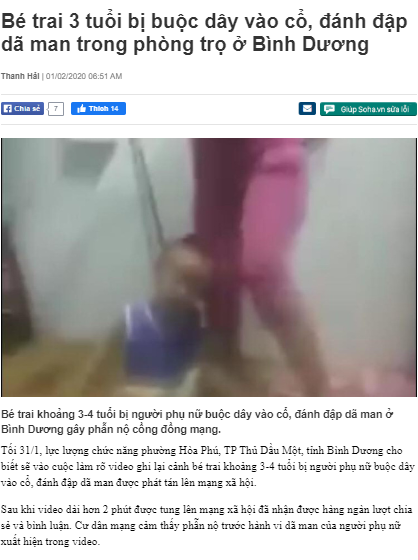 Bé trai 3 tuổi bị buộc dây vào cổ, đánh đập
dã man trong phòng trọ ở Bình Dương
Thanh Hải | 01/02/2020 06:51 AM
Chia sẻ 7 Thích 14 Giúp Soha.vn sửa lỗi
Bé trai khoảng 3-4 tuổi bị người phụ nữ buộc dây vào cổ, đánh đập dã man ở
Bình Dương gây phẫn nộ cồng đồng mạng.
Tối 31/1, lực lượng chức năng phường Hòa Phú, TP Thủ Dầu Một, tỉnh Bình Dương cho
biết sẽ vào cuộc làm rõ video ghi lại cảnh bé trai khoảng 3-4 tuổi bị người phụ nữ buộc dây
vào cổ, đánh đập dã man được phát tán lên mạng xã hội.
Sau khi video dài hơn 2 phút được tung lên mạng xã hội đã nhận được hàng ngàn lượt chia
sẻ và bình luận. Cư dân mạng cảm thấy phẫn nộ trước hành vi dã man của người phụ nữ
xuất hiện trong video.